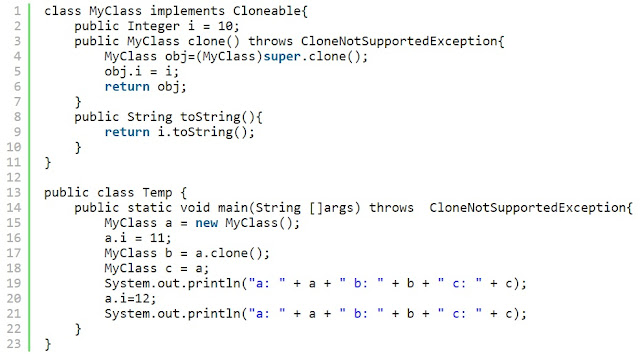 1 class MyClass implements Cloneable{
2     public Integer i = 10;
3     public MyClass clone() throws CloneNotSupportedException{
4         MyClass obj=(MyClass)super.clone();
5         obj.i = i;
6         return obj;
7     }
8     public String toString(){
9         return i.toString();
10     }
11 }
12
13 public class Temp {
14     public static void main(String []args) throws  CloneNotSupportedException{
15         MyClass a = new MyClass();
16         a.i = 11;
17         MyClass b = a.clone();
18         MyClass c = a;
19         System.out.println("a: " + a + " b: " + b + " c: " + c);
20         a.i=12;
21         System.out.println("a: " + a + " b: " + b + " c: " + c);
22     }
23 }